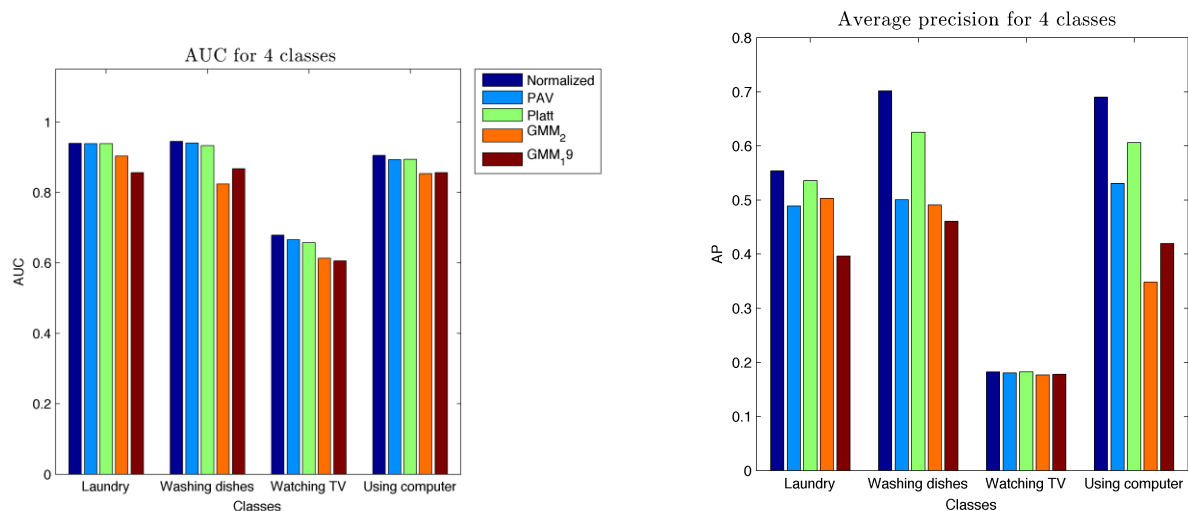 AUC for 4 classes
AUC
1
0.8
0.6
0.4
0.2
0
Laundry Washing dishes Watching TV Using computer
Classes
Normalized
PAV
Platt
GMM2
GMM19
Average precision for 4 classes
AP
0.8
0.7
0.6
0.5
0.4
0.3
0.2
0.1
0
Laundry Washing dishes Watching TV Using computer
Classes